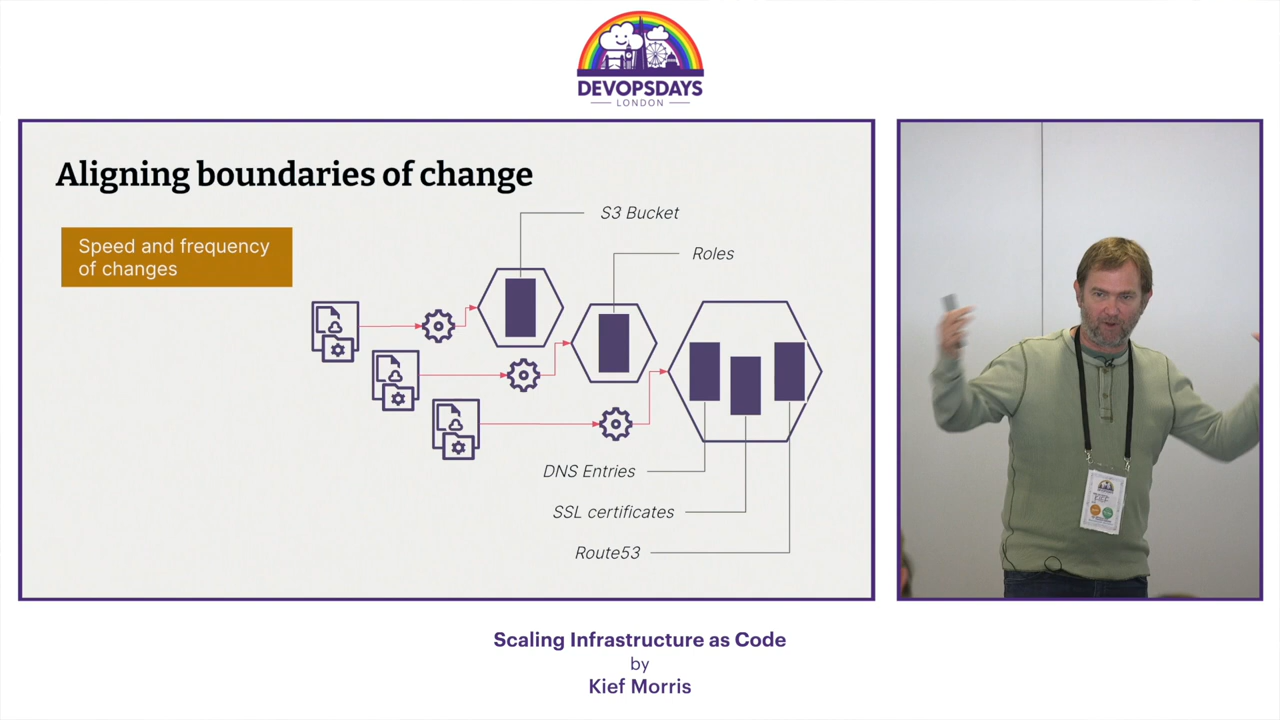 DEVOPSDAYS
LONDON
Aligning boundaries of change
Speed and frequency
of changes
S3 Bucket
Roles
DNS Entries
SSL certificates
Route53
Scaling Infrastructure as Code
by
Kief Morris